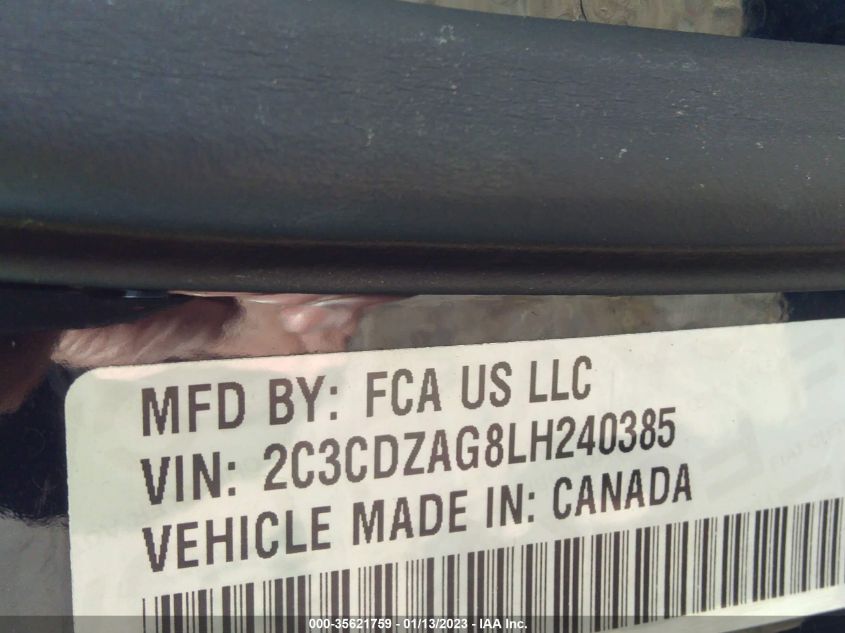 MFD BY: FCA US LLC
VIN: 2C3CDZAG8LH240385
VEHICLE MADE IN: CANADA
000-35621759 — 01/13/2023 — IAA Inc.